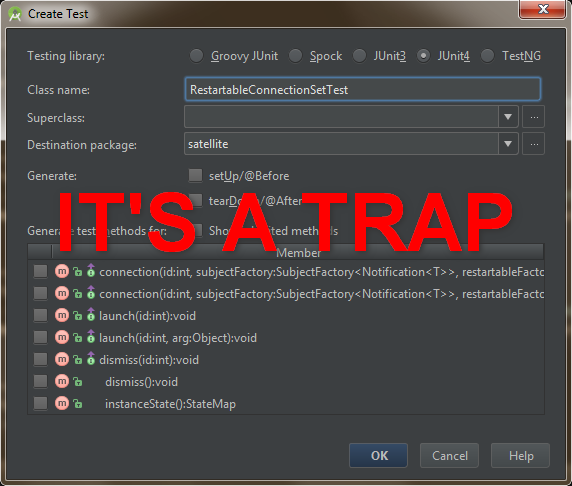 Create Test
Testing library:
Groovy JUnit
Spock
JUnit3
JUnit4
TestNG
Class name:
RestartableConnectionSetTest
Superclass:
...
Destination package:
satellite
...
Generate:
setUp/@Before
IT'S A TRAP
tearDown/@After
Generate test methods for:
Show inherited methods
Member
m connection(id:int, subjectFactory:SubjectFactory<Notification<T>>, restartableFacto
m connection(id:int, subjectFactory:SubjectFactory<Notification<T>>, restartableFacto
m launch(id:int):void
m launch(id:int, arg:Object):void
m dismiss(id:int):void
m dismiss():void
m instanceState():StateMap
OK
Cancel
Help